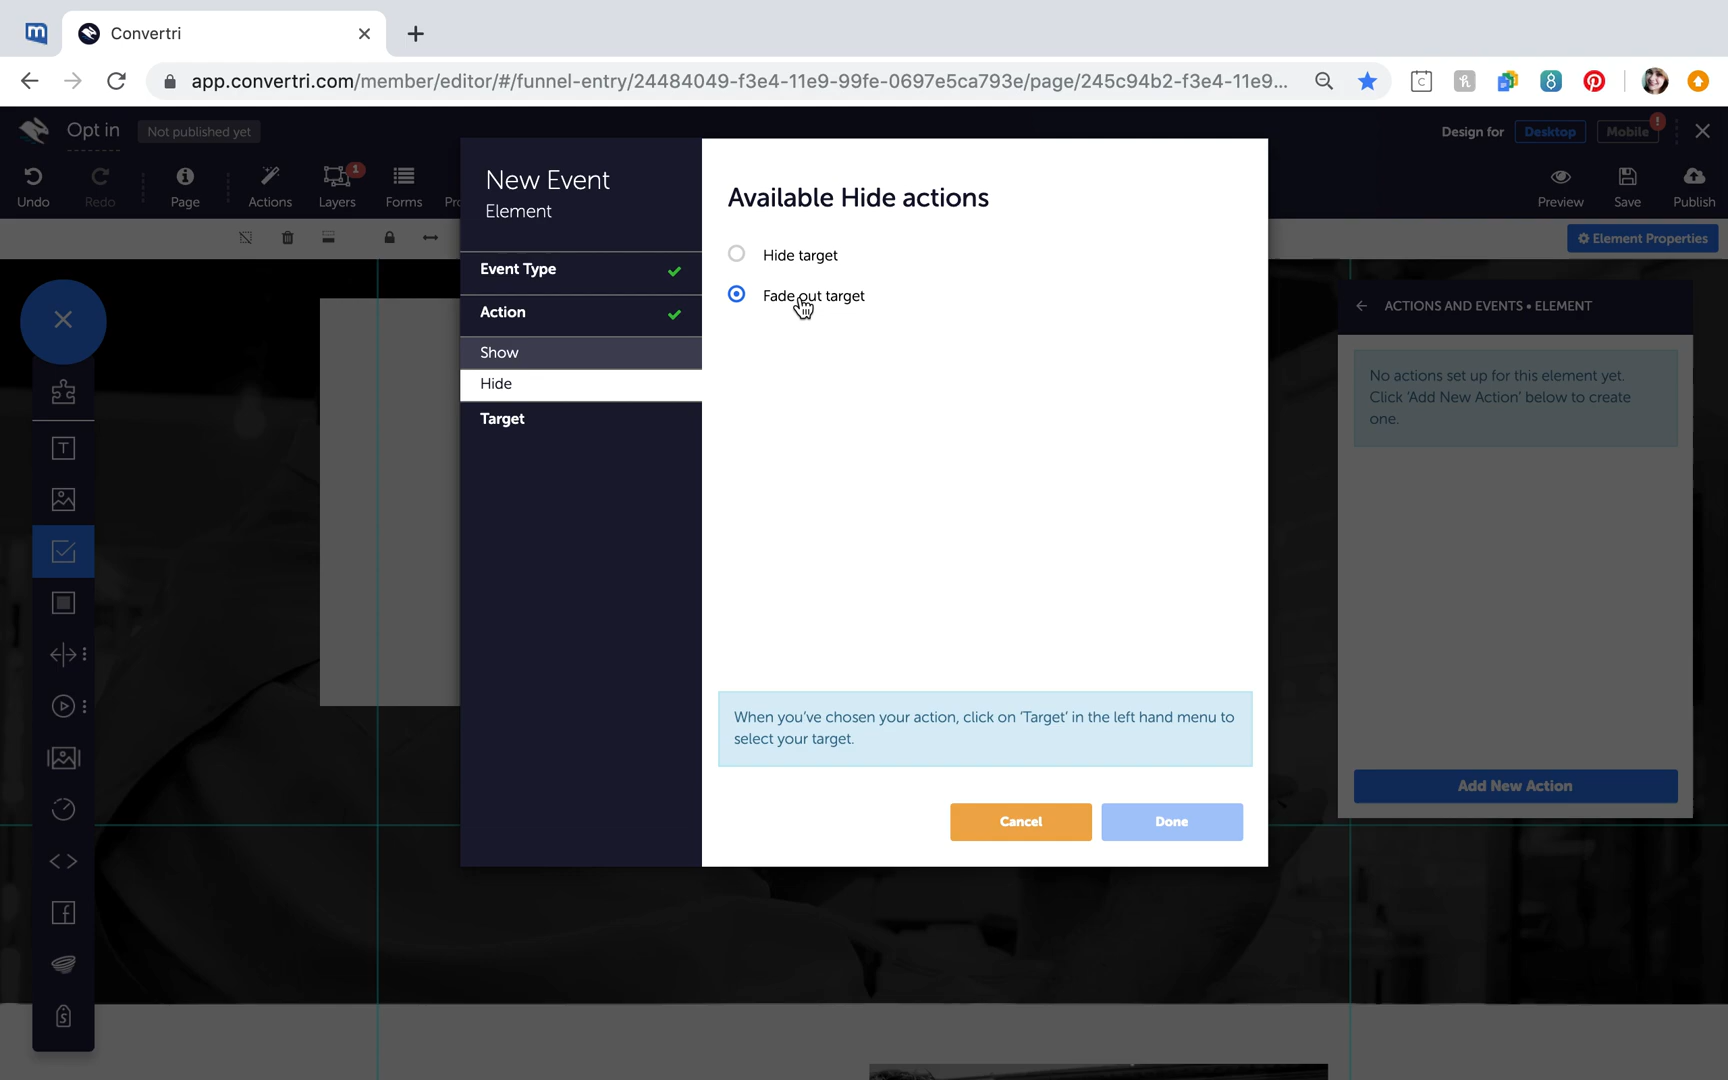 Convertri
app.convertri.com/member/editor/#/funnel-entry/24484049-f3e4-11e9-99fe-0697e5ca793e/page/245c94b2-f3e4-11e9...
Opt in
Not published yet
Design for
Desktop
Mobile
!
Undo
Redo
Page
Actions
Layers
1
Forms
Preview
Save
Publish
Element Properties
New Event
Element
Event Type
Action
Show
Hide
Target
Available Hide actions
Hide target
Fade out target
When you've chosen your action, click on 'Target' in the left hand menu to
select your target.
Cancel
Done
ACTIONS AND EVENTS • ELEMENT
No actions set up for this element yet.
Click 'Add New Action' below to create
one.
Add New Action